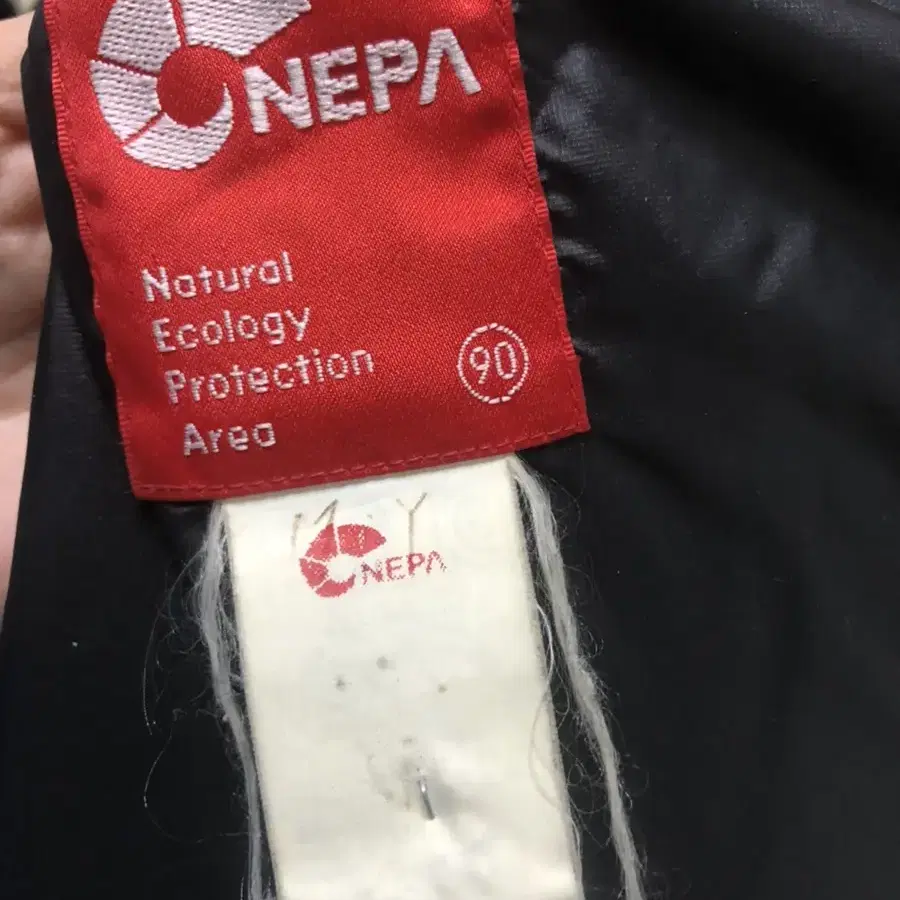 NEPA
Natural
Ecology
Protection
Area
90
M Y
NEPA